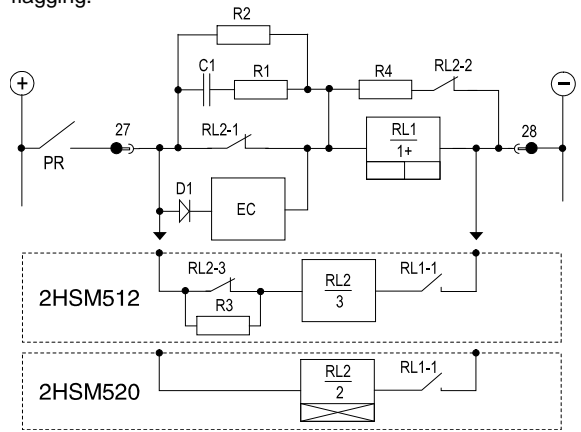 flagging.
R2
C1
R1
R4
RL2-2
+
−
27
RL2-1
RL1
1+
28
PR
D1
EC
RL2-3
RL2
3
RL1-1
R3
2HSM512
RL2
2
RL1-1
2HSM520